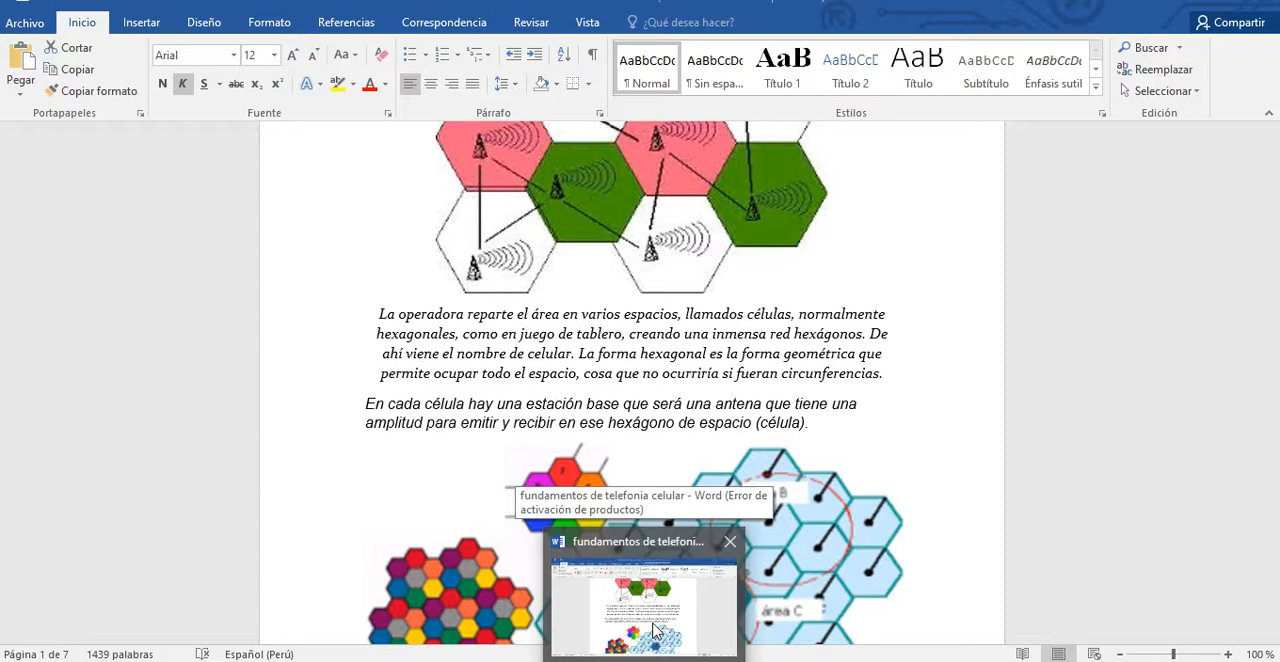 Archivo Inicio Insertar Diseño Formato Referencias Correspondencia Revisar Vista ¿Qué desea hacer? Compartir
Pegar
Cortar
Copiar
Copiar formato
Portapapeles
Arial 12 Aa
N K S abc x₂ x² A A
Fuente
Párrafo
AaBbCcDc
¶ Normal
AaBbCcDc
¶ Sin espa...
AaB
Título 1
AaBbCcD
Título 2
AaB
Título
AaBbCcD
Subtítulo
AaBbCcDc
Énfasis sutil
Estilos
Buscar
Reemplazar
Seleccionar
Edición
La operadora reparte el área en varios espacios, llamados células, normalmente
hexagonales, como en juego de tablero, creando una inmensa red hexágonos. De
ahí viene el nombre de celular. La forma hexagonal es la forma geométrica que
permite ocupar todo el espacio, cosa que no ocurriría si fueran circunferencias.
En cada célula hay una estación base que será una antena que tiene una
amplitud para emitir y recibir en ese hexágono de espacio (célula).
B
fundamentos de telefonia celular - Word (Error de
activación de productos)
fundamentos de telefoni...
área C
Página 1 de 7 1439 palabras Español (Perú) 100 %